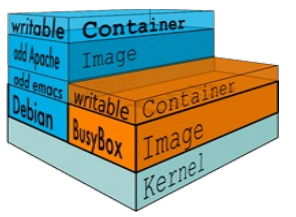 writable Container
add Apache Image
add emacs
Debian
writable Container
BusyBox Image
Kernel